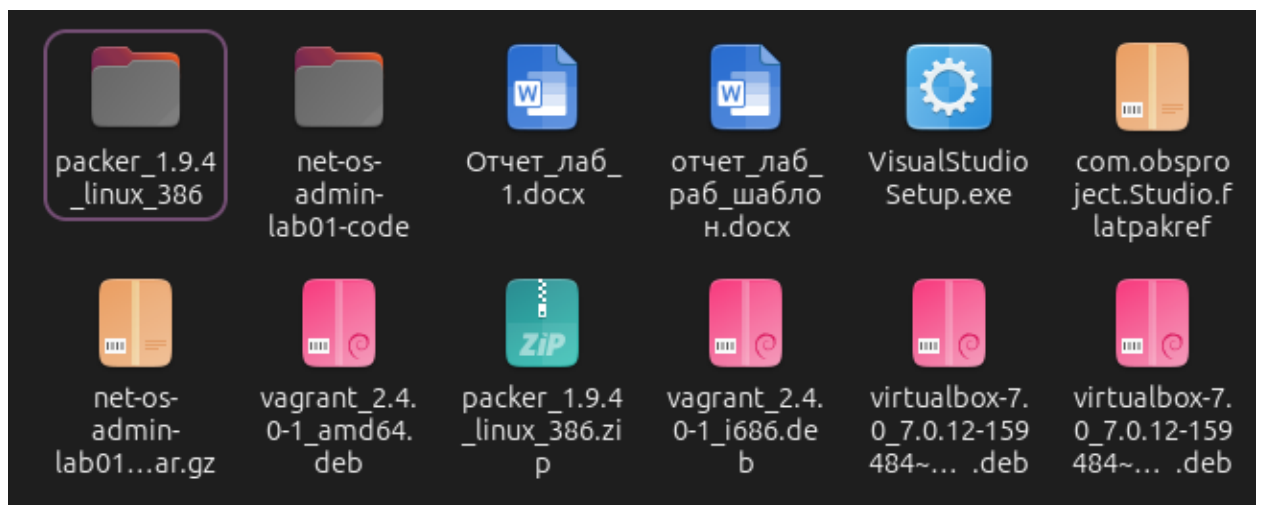 packer_1.9.4
_linux_386
net-os-
admin-
lab01-code
Отчет_лаб_
1.docx
отчет_лаб_
раб_шабло
н.docx
VisualStudio
Setup.exe
com.obspro
ject.Studio.f
latpakref
net-os-
admin-
lab01...ar.gz
vagrant_2.4.
0-1_amd64.
deb
ZiP
packer_1.9.4
_linux_386.zi
p
vagrant_2.4.
0-1_i686.de
b
virtualbox-7.
0_7.0.12-159
484~... .deb
virtualbox-7.
0_7.0.12-159
484~... .deb